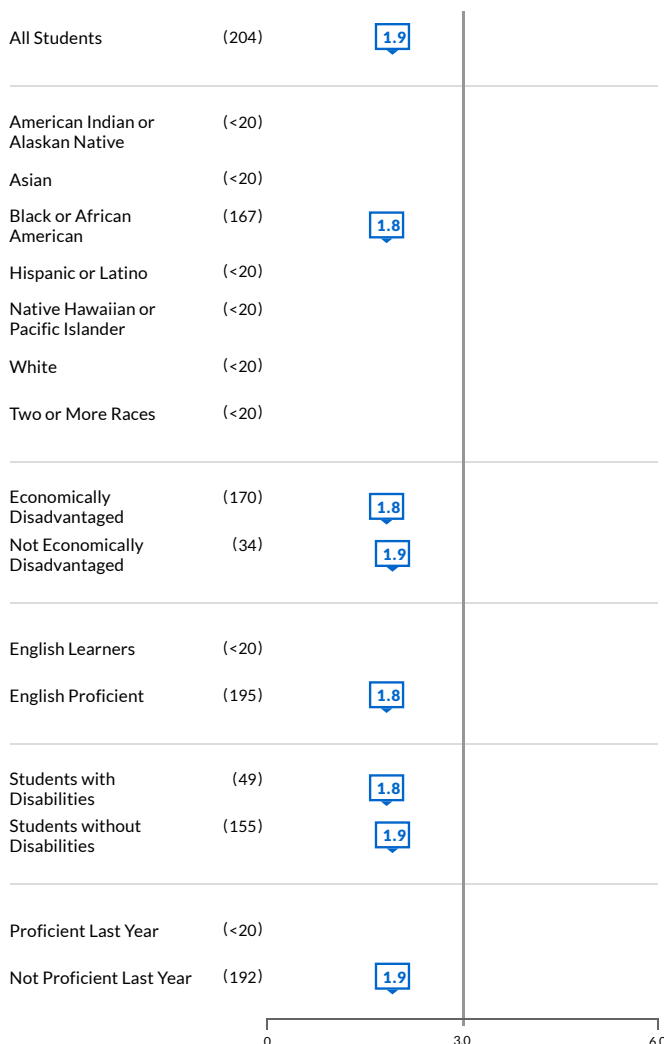 All Students (204) 1.9
American Indian or (<20)
Alaskan Native
Asian (<20)
Black or African (167) 1.8
American
Hispanic or Latino (<20)
Native Hawaiian or (<20)
Pacific Islander
White (<20)
Two or More Races (<20)
Economically (170) 1.8
Disadvantaged
Not Economically (34) 1.9
Disadvantaged
English Learners (<20)
English Proficient (195) 1.8
Students with (49) 1.8
Disabilities
Students without (155) 1.9
Disabilities
Proficient Last Year (<20)
Not Proficient Last Year (192) 1.9
0 3.0 6.0